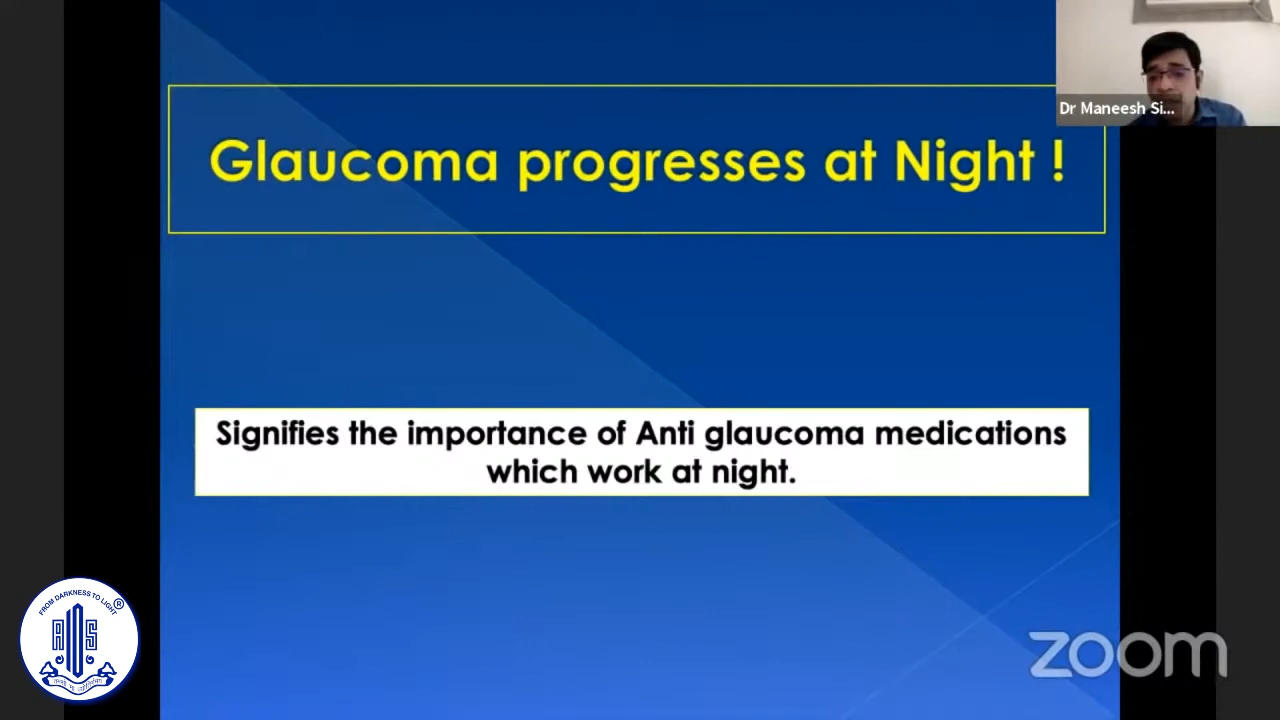 Dr Maneesh Si...
Glaucoma progresses at Night !
Signifies the importance of Anti glaucoma medications
which work at night.
FROM DARKNESS TO LIGHT
®
AIOS
zoom